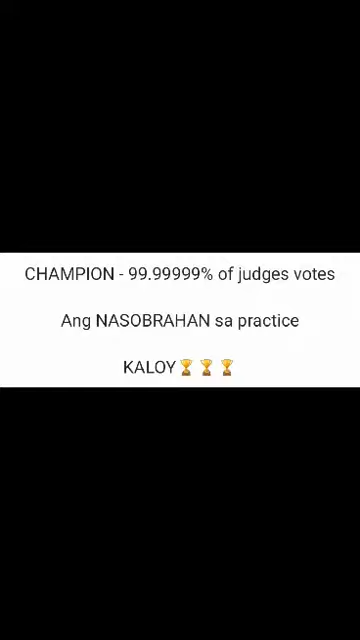 CHAMPION - 99.99999% of judges votes
Ang NASOBRAHAN sa practice
KALOY🏆🏆🏆